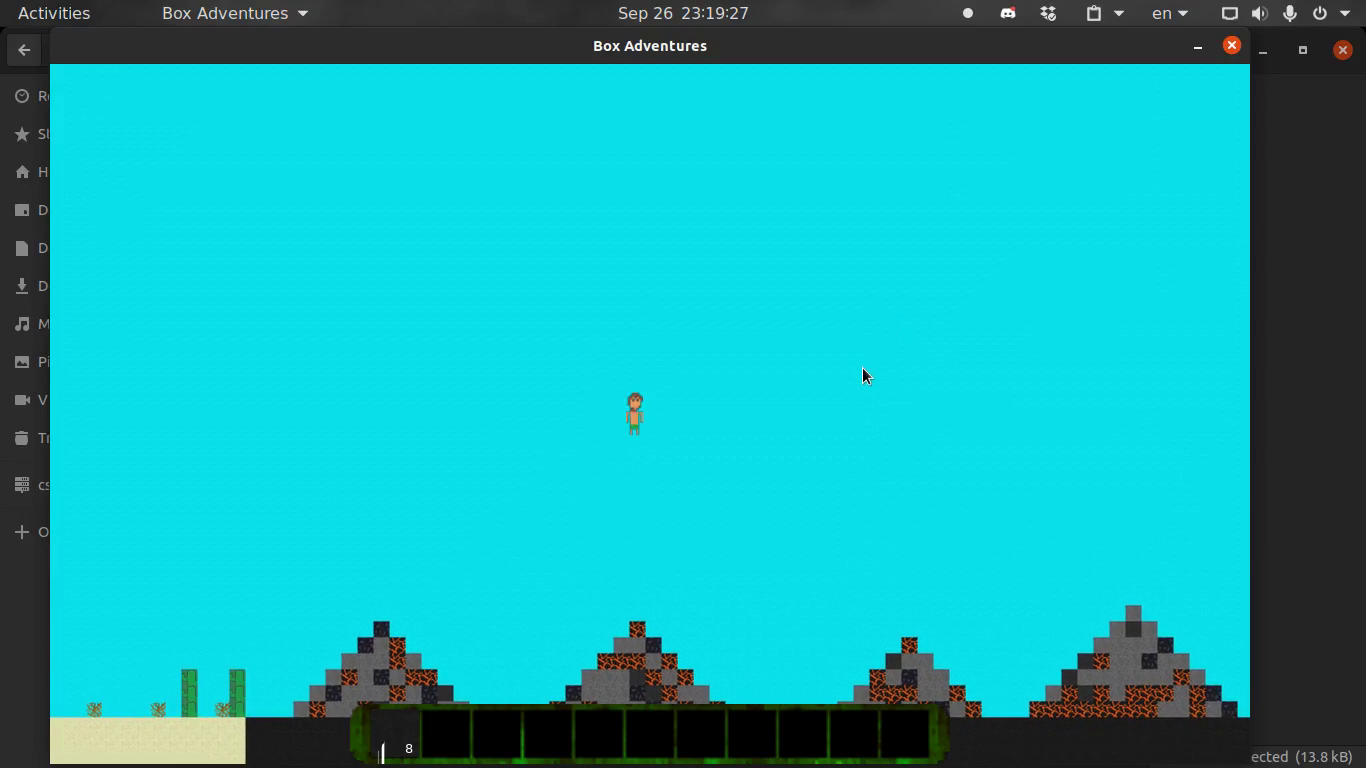 Activities
Box Adventures
Sep 26 23:19:27
en
Box Adventures
ected (13.8 kB)
8